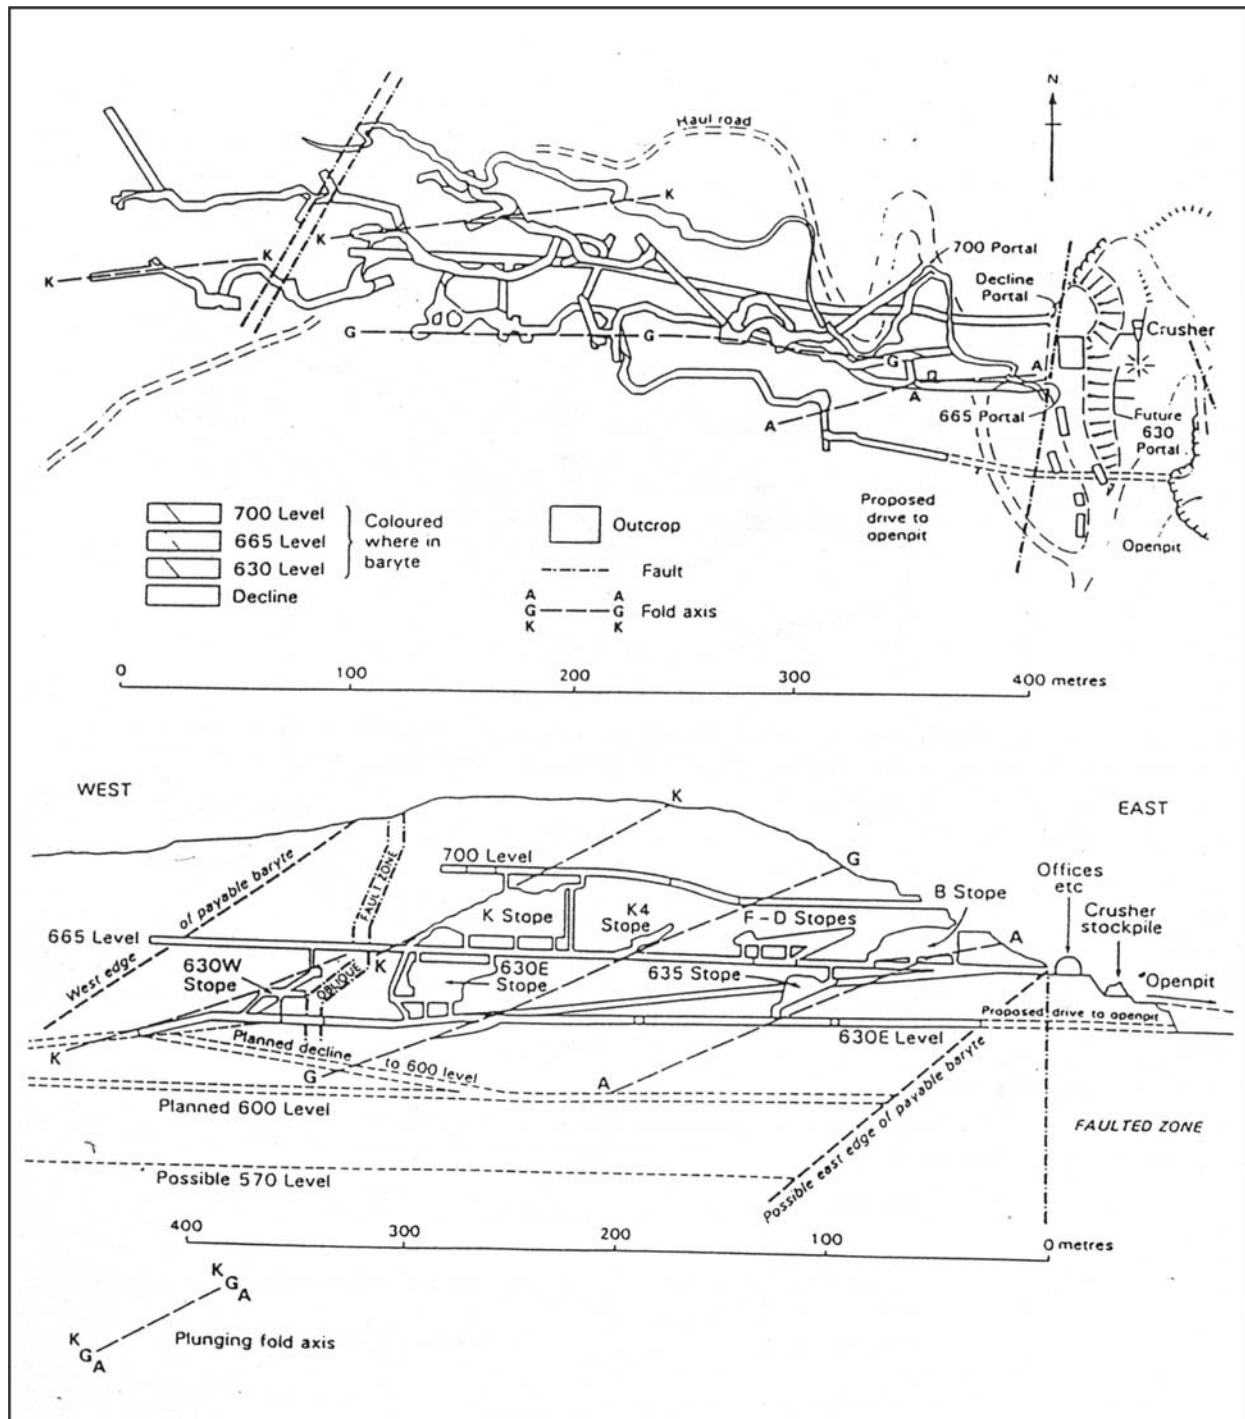 N
Haul road
K
K
K
K
700 Portal
Decline
Portal
Crusher
G
G
G
A
A
A
665 Portal
Future
630
Portal
Proposed
drive to
openpit
Openpit
700 Level
665 Level
630 Level
Decline
Coloured
where in
baryte
Outcrop
Fault
A
G
K
A
G
K
Fold axis
0
100
200
300
400 metres
WEST
EAST
K
G
West edge of payable baryte
FAULT ZONE
700 Level
K Stope
K4
Stope
F-D Stopes
B Stope
Offices
etc
Crusher
stockpile
Openpit
665 Level
630W
Stope
K
OBLIQUE
630E
Stope
635 Stope
A
Proposed drive to openpit
630E Level
K
Planned decline
to 600 level
G
A
Planned 600 Level
Possible east edge of payable baryte
FAULTED ZONE
Possible 570 Level
400
300
200
100
0 metres
K
G
A
K
G
A
Plunging fold axis